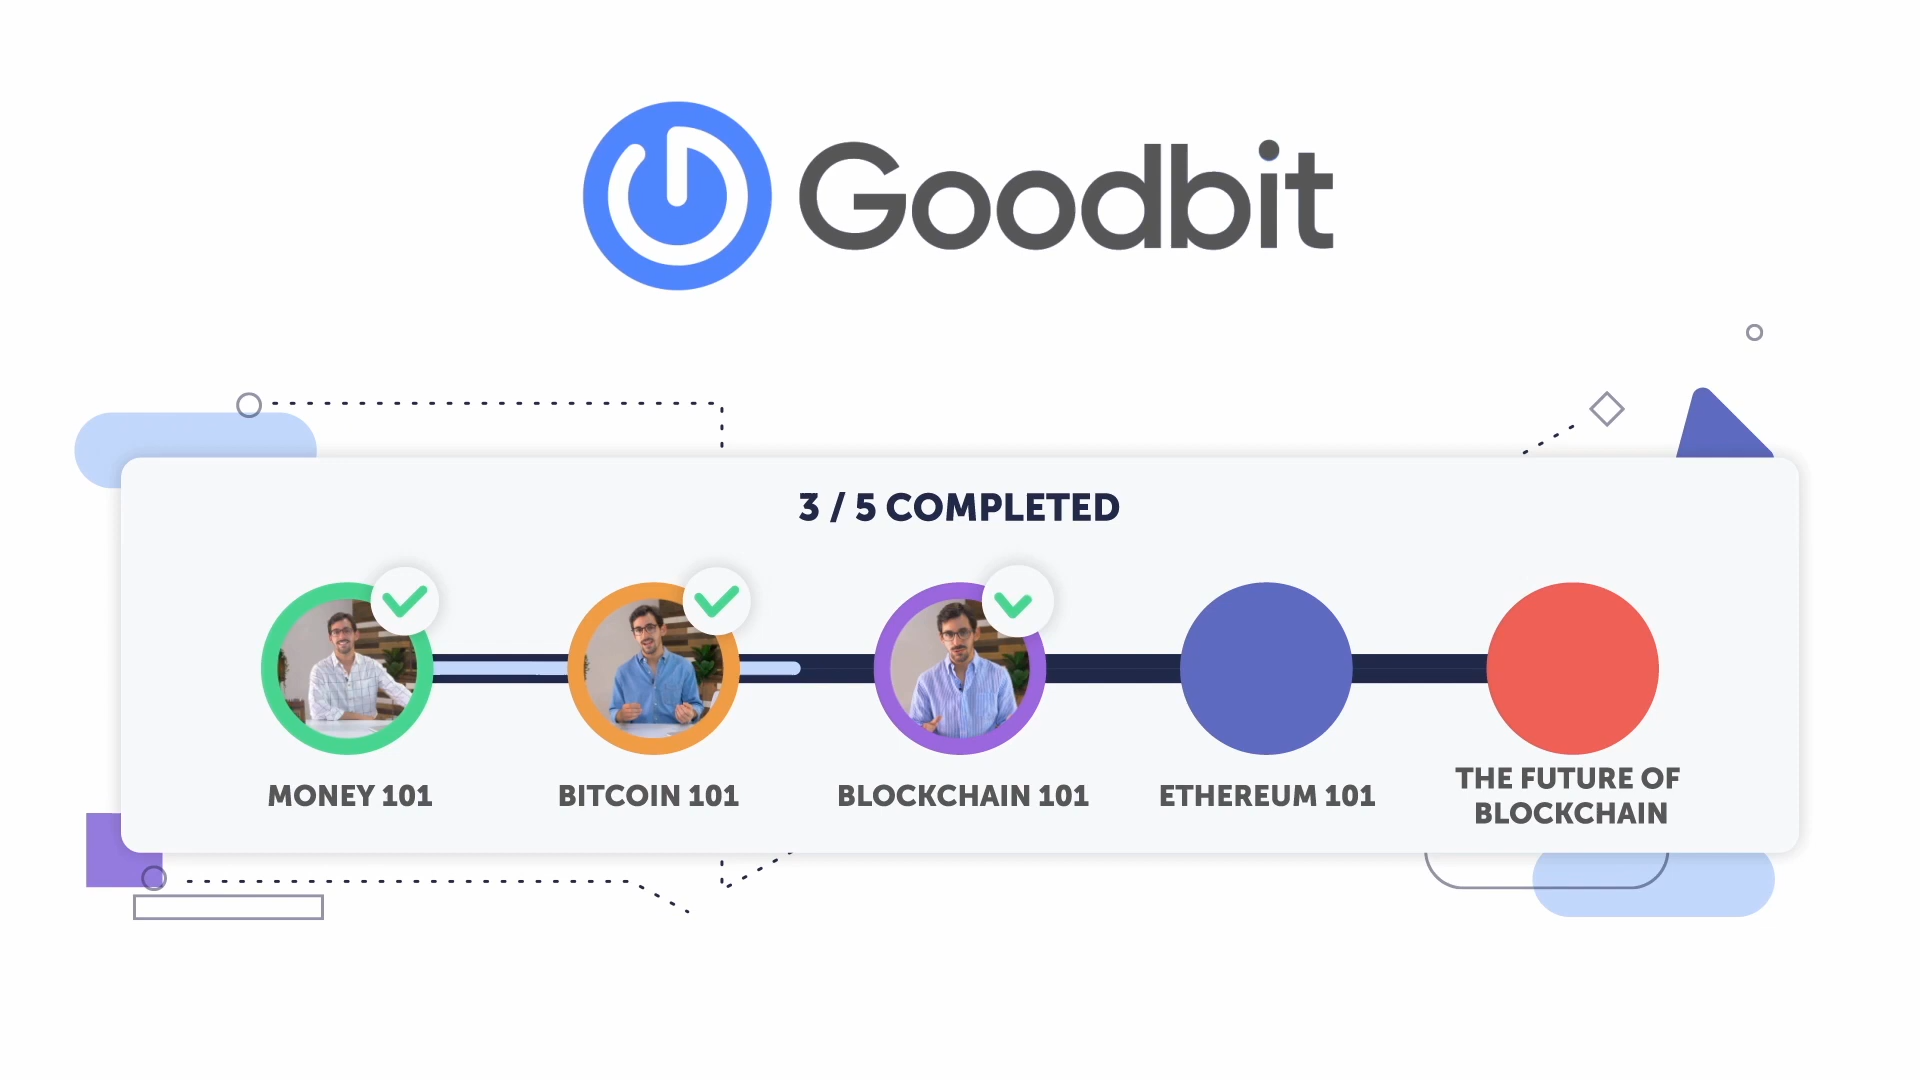 Goodbit
3 / 5 COMPLETED
MONEY 101
BITCOIN 101
BLOCKCHAIN 101
ETHEREUM 101
THE FUTURE OF
BLOCKCHAIN